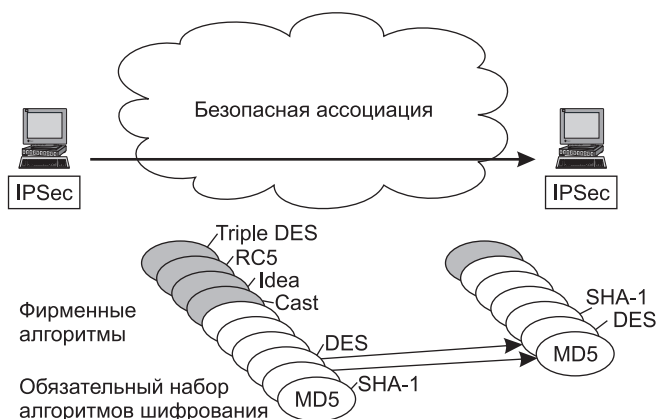 Безопасная ассоциация
IPSec
IPSec
Triple DES
RC5
Idea
Cast
DES
SHA-1
MD5
SHA-1
DES
MD5
Фирменные
алгоритмы
Обязательный набор
алгоритмов шифрования